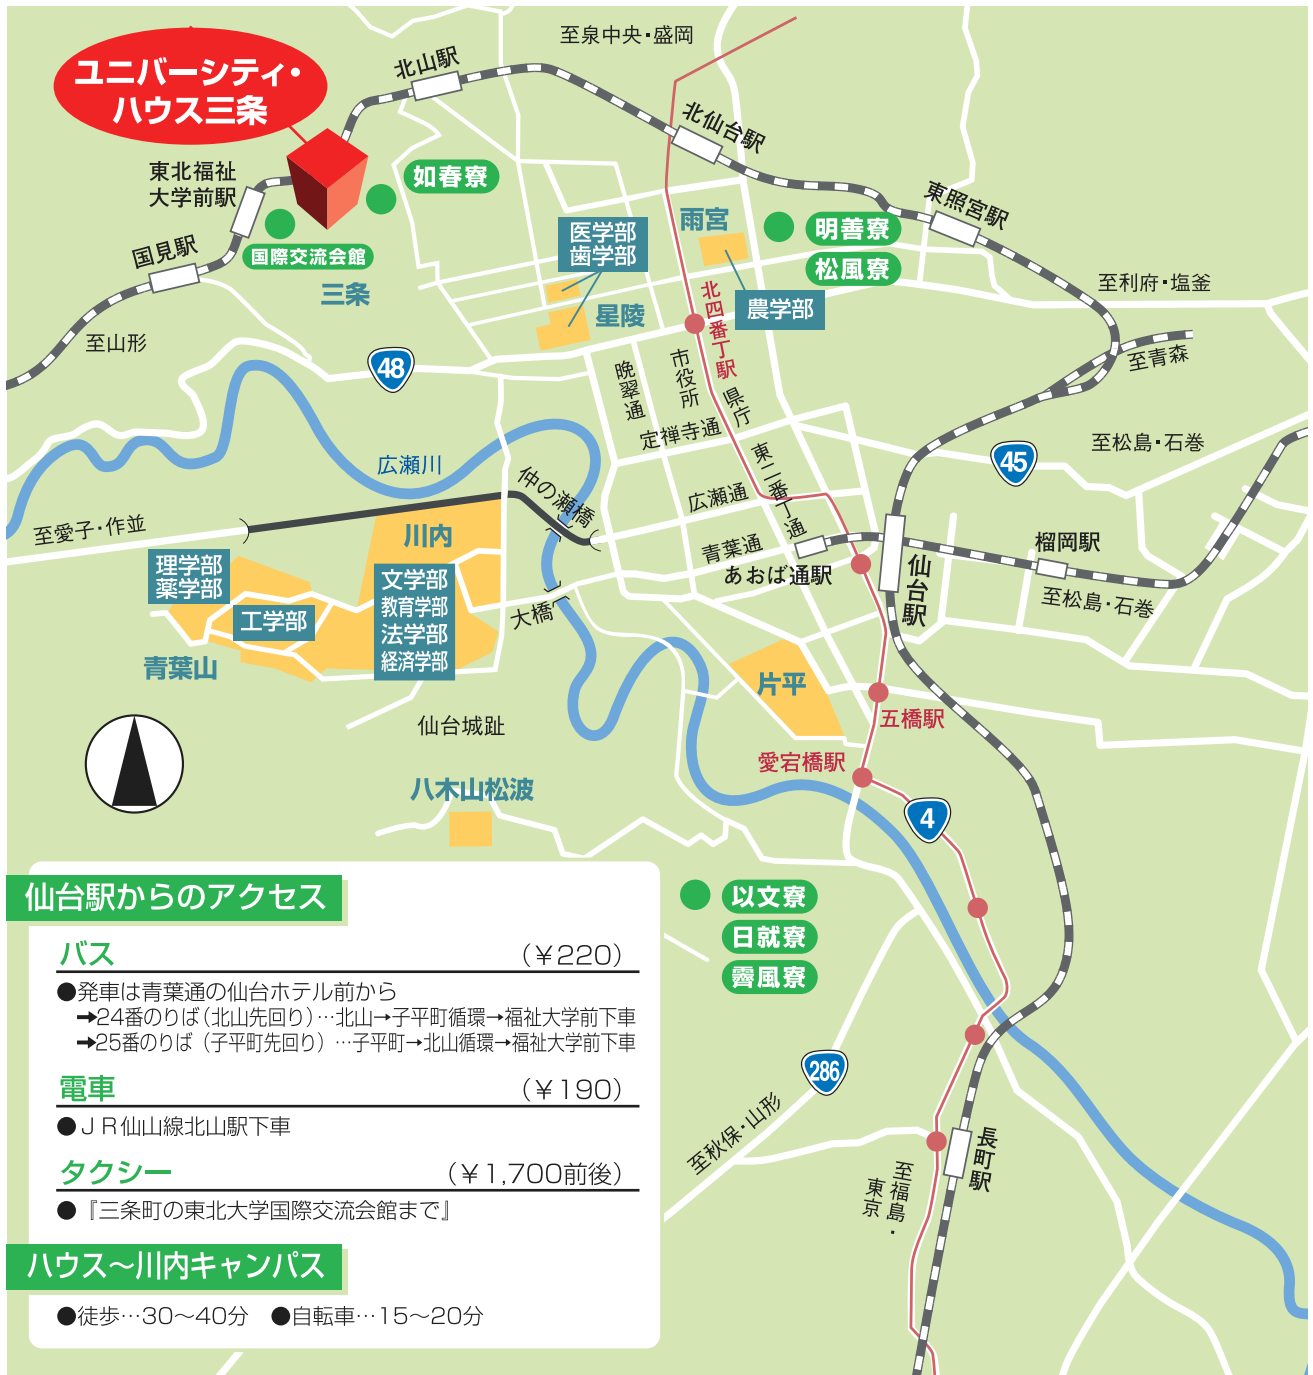 至泉中央・盛岡
ユニバーシティ・
ハウス三条
北山駅
北仙台駅
東北福祉
大学前駅
如春寮
東照宮駅
国見駅
国際交流会館
三条
医学部
歯学部
雨宮
明善寮
松風寮
農学部
星陵
至利府・塩釜
至山形
48
北四番丁駅
至青森
晩翠通
市役所
県庁
定禅寺通
東二番丁通
45
至松島・石巻
広瀬川
仲の瀬橋
広瀬通
至愛子・作並
川内
青葉通
あおば通駅
仙台駅
榴岡駅
至松島・石巻
理学部
薬学部
工学部
文学部
教育学部
法学部
経済学部
大橋
青葉山
片平
仙台城趾
五橋駅
愛宕橋駅
八木山松波
4
以文寮
日就寮
霽風寮
286
至秋保・山形
長町駅
至福島・
東京
仙台駅からのアクセス
バス (￥220)
●発車は青葉通の仙台ホテル前から
➞24番のりば(北山先回り)…北山→子平町循環→福祉大学前下車
➞25番のりば (子平町先回り) …子平町→北山循環→福祉大学前下車
電車 (￥190)
●ＪＲ仙山線北山駅下車
タクシー (￥1,700前後)
●『三条町の東北大学国際交流会館まで』
ハウス〜川内キャンパス
●徒歩…30〜40分 ●自転車…15〜20分